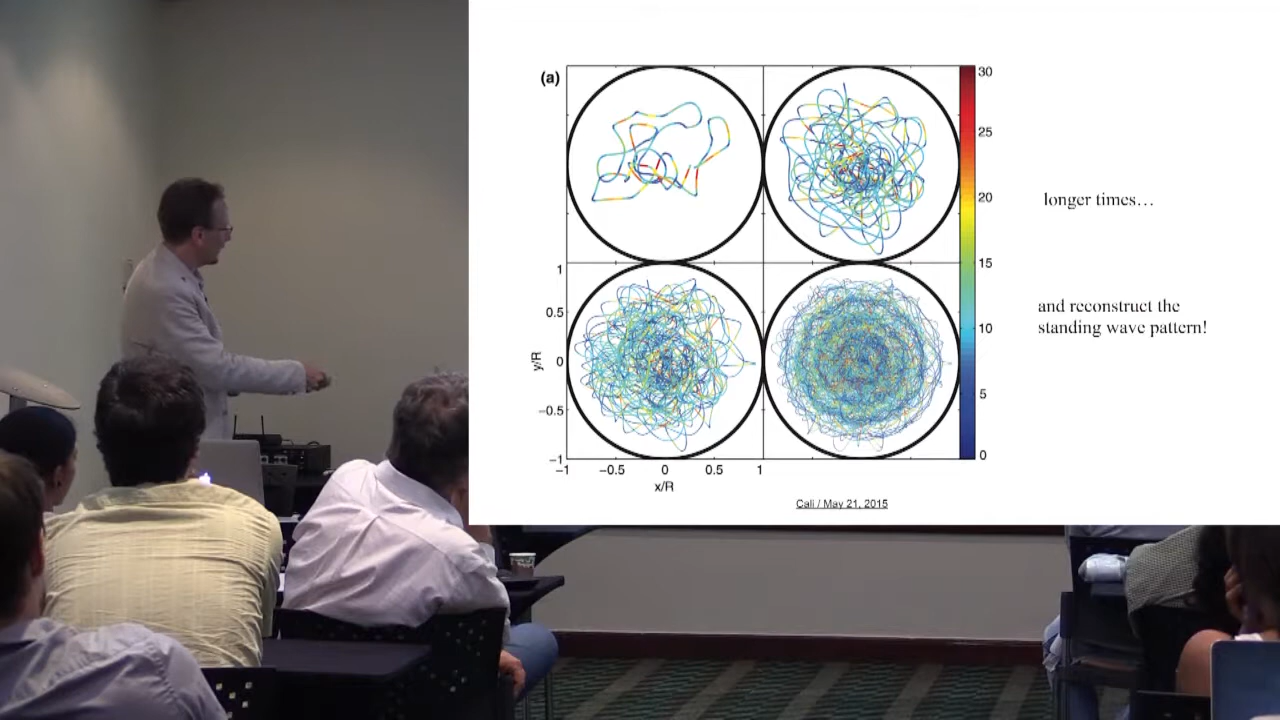 (a)
30
25
20
15
10
5
0
1
0.5
0
−0.5
−1
y/R
−1
−0.5
0
0.5
1
x/R
longer times…
and reconstruct the
standing wave pattern!
Cali / May 21, 2015